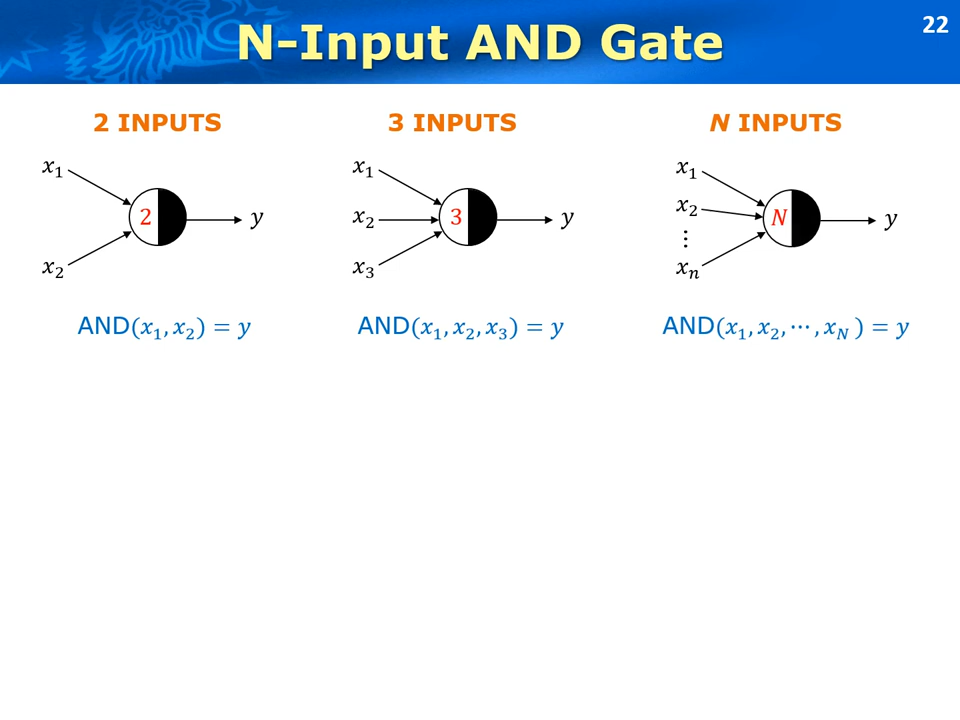 22
N-Input AND Gate
2 INPUTS
x₁
x₂
2
y
AND(x₁, x₂) = y
3 INPUTS
x₁
x₂
x₃
3
y
AND(x₁, x₂, x₃) = y
N INPUTS
x₁
x₂
⋮
xₙ
N
y
AND(x₁, x₂, ⋯ , x_N ) = y